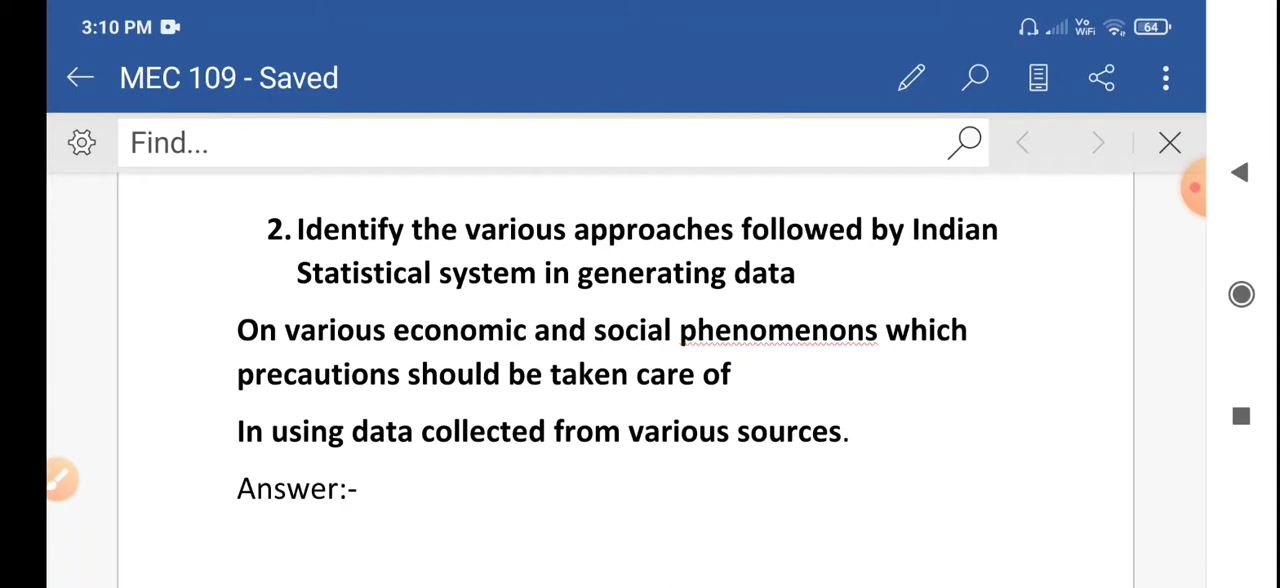 3:10 PM
Vo WiFi
64
MEC 109 - Saved
Find...
2. Identify the various approaches followed by Indian
Statistical system in generating data
On various economic and social phenomenons which
precautions should be taken care of
In using data collected from various sources.
Answer:-